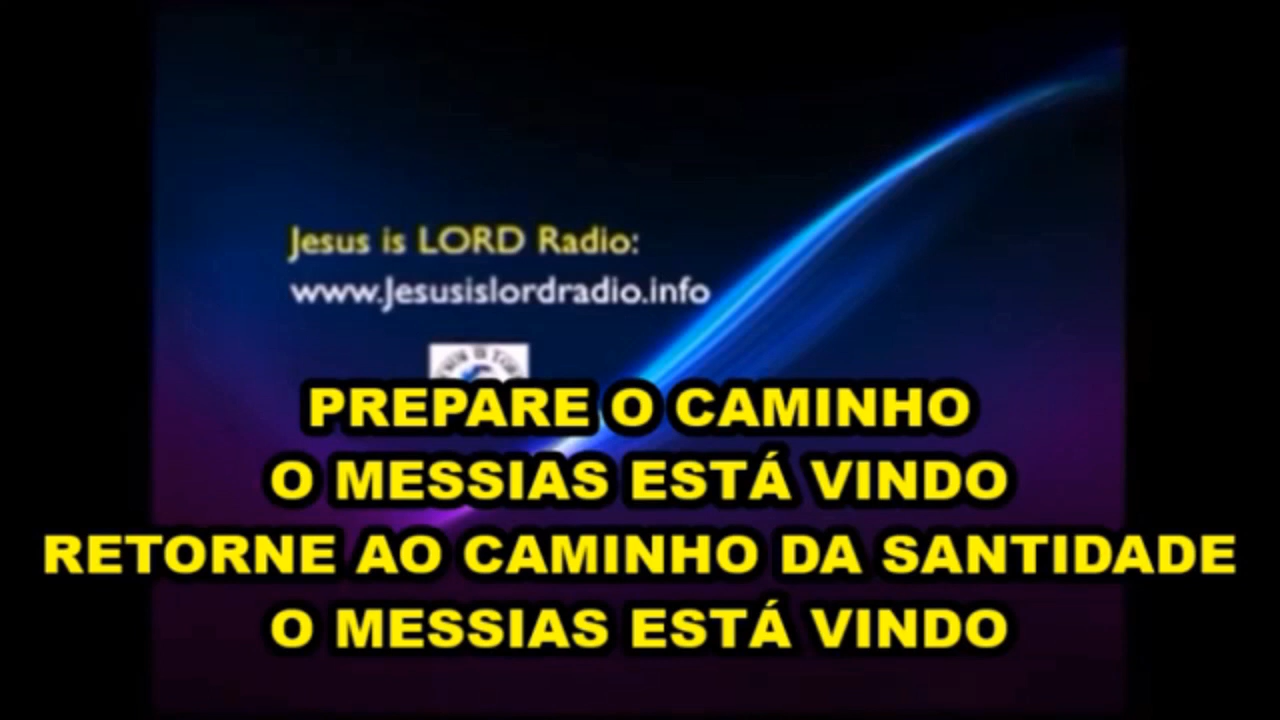 Jesus is LORD Radio:
www.Jesusislordradio.info
PREPARE O CAMINHO
O MESSIAS ESTÁ VINDO
RETORNE AO CAMINHO DA SANTIDADE
O MESSIAS ESTÁ VINDO